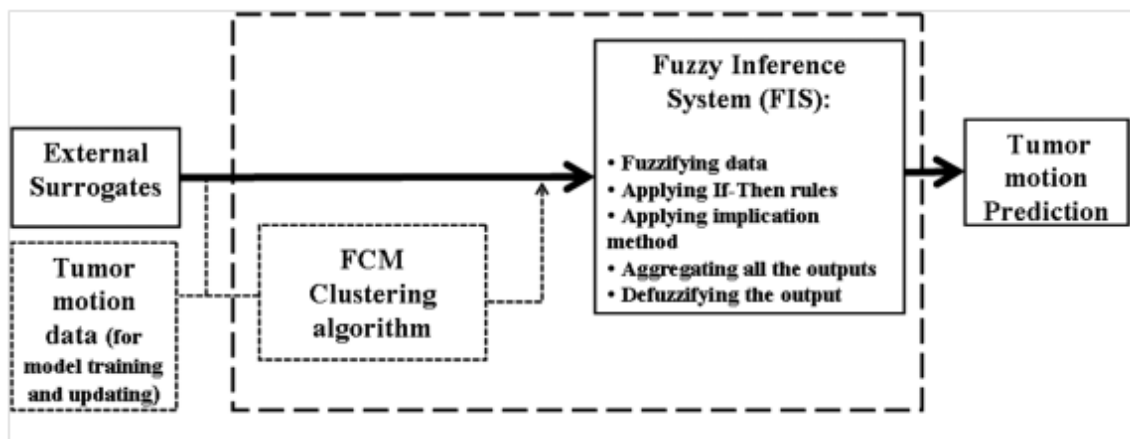 External
Surrogates
Tumor
motion
data (for
model training
and updating)
FCM
Clustering
algorithm
Fuzzy Inference
System (FIS):
• Fuzzifying data
• Applying If-Then rules
• Applying implication
method
• Aggregating all the outputs
• Defuzzifying the output
Tumor
motion
Prediction